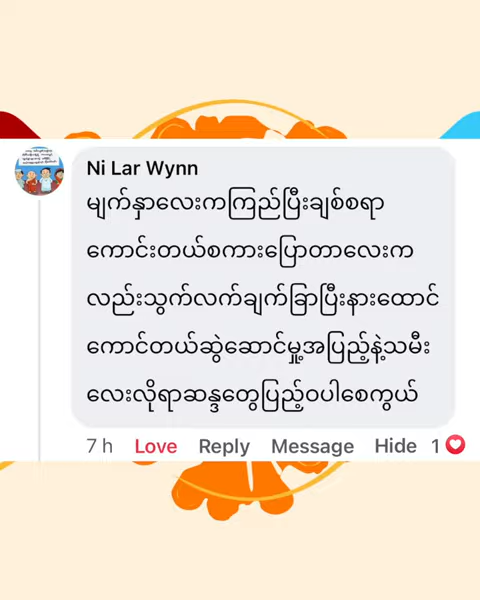 Ni Lar Wynn
မျက်နှာလေးကကြည်ပြီးချစ်စရာ
ကောင်းတယ်စကားပြောတာလေးက
လည်းသွက်လက်ချက်ခြာပြီးနားထောင်
ကောင်တယ်ဆွဲဆောင်မှု့အပြည့်နဲ့သမီး
လေးလိုရာဆန္ဒတွေပြည့်ဝပါစေကွယ်
7 h Love Reply Message Hide 1